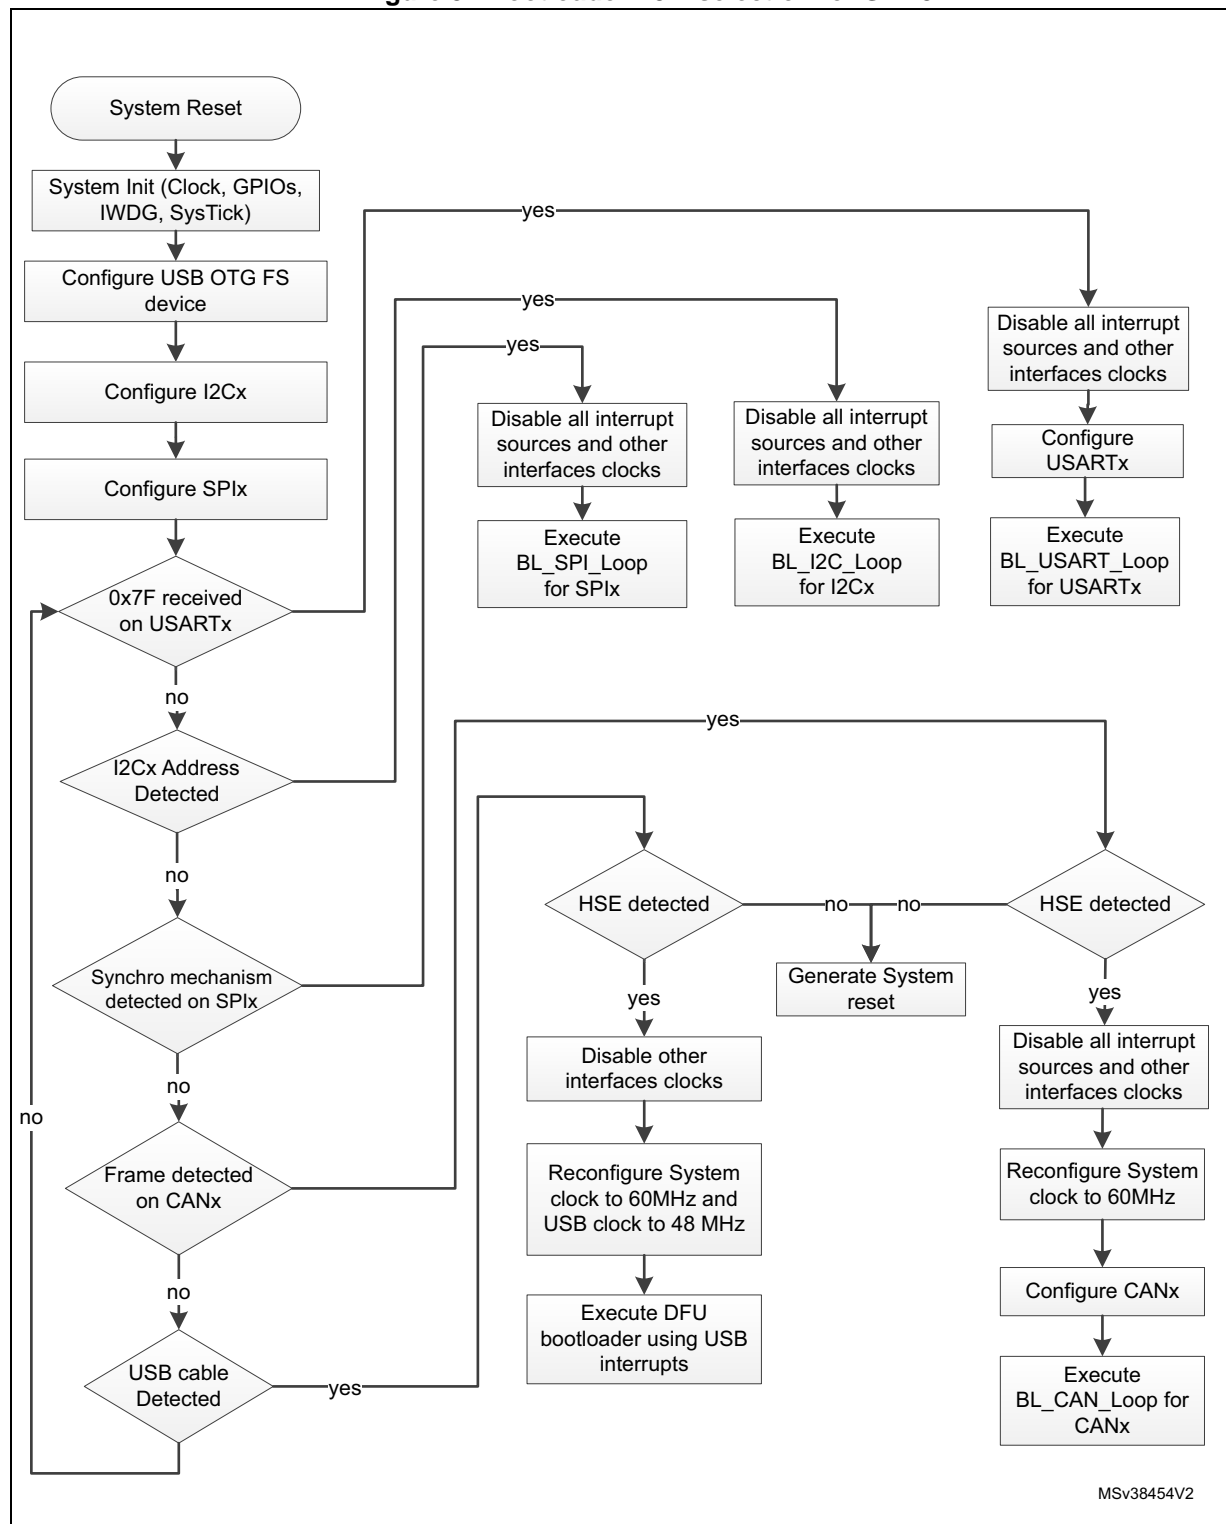 System Reset
System Init (Clock, GPIOs,
IWDG, SysTick)
Configure USB OTG FS
device
Configure I2Cx
Configure SPIx
0x7F received
on USARTx
no
I2Cx Address
Detected
no
Synchro mechanism
detected on SPIx
no
Frame detected
on CANx
no
USB cable
Detected
no
yes
yes
Disable all interrupt
sources and other
interfaces clocks
Execute
BL_SPI_Loop
for SPIx
yes
Disable all interrupt
sources and other
interfaces clocks
Execute
BL_I2C_Loop
for I2Cx
yes
Disable all interrupt
sources and other
interfaces clocks
Configure
USARTx
Execute
BL_USART_Loop
for USARTx
yes
HSE detected
no
no
HSE detected
Generate System
reset
yes
Disable other
interfaces clocks
Reconfigure System
clock to 60MHz and
USB clock to 48 MHz
Execute DFU
bootloader using USB
interrupts
yes
Disable all interrupt
sources and other
interfaces clocks
Reconfigure System
clock to 60MHz
Configure CANx
Execute
BL_CAN_Loop for
CANx
MSv38454V2